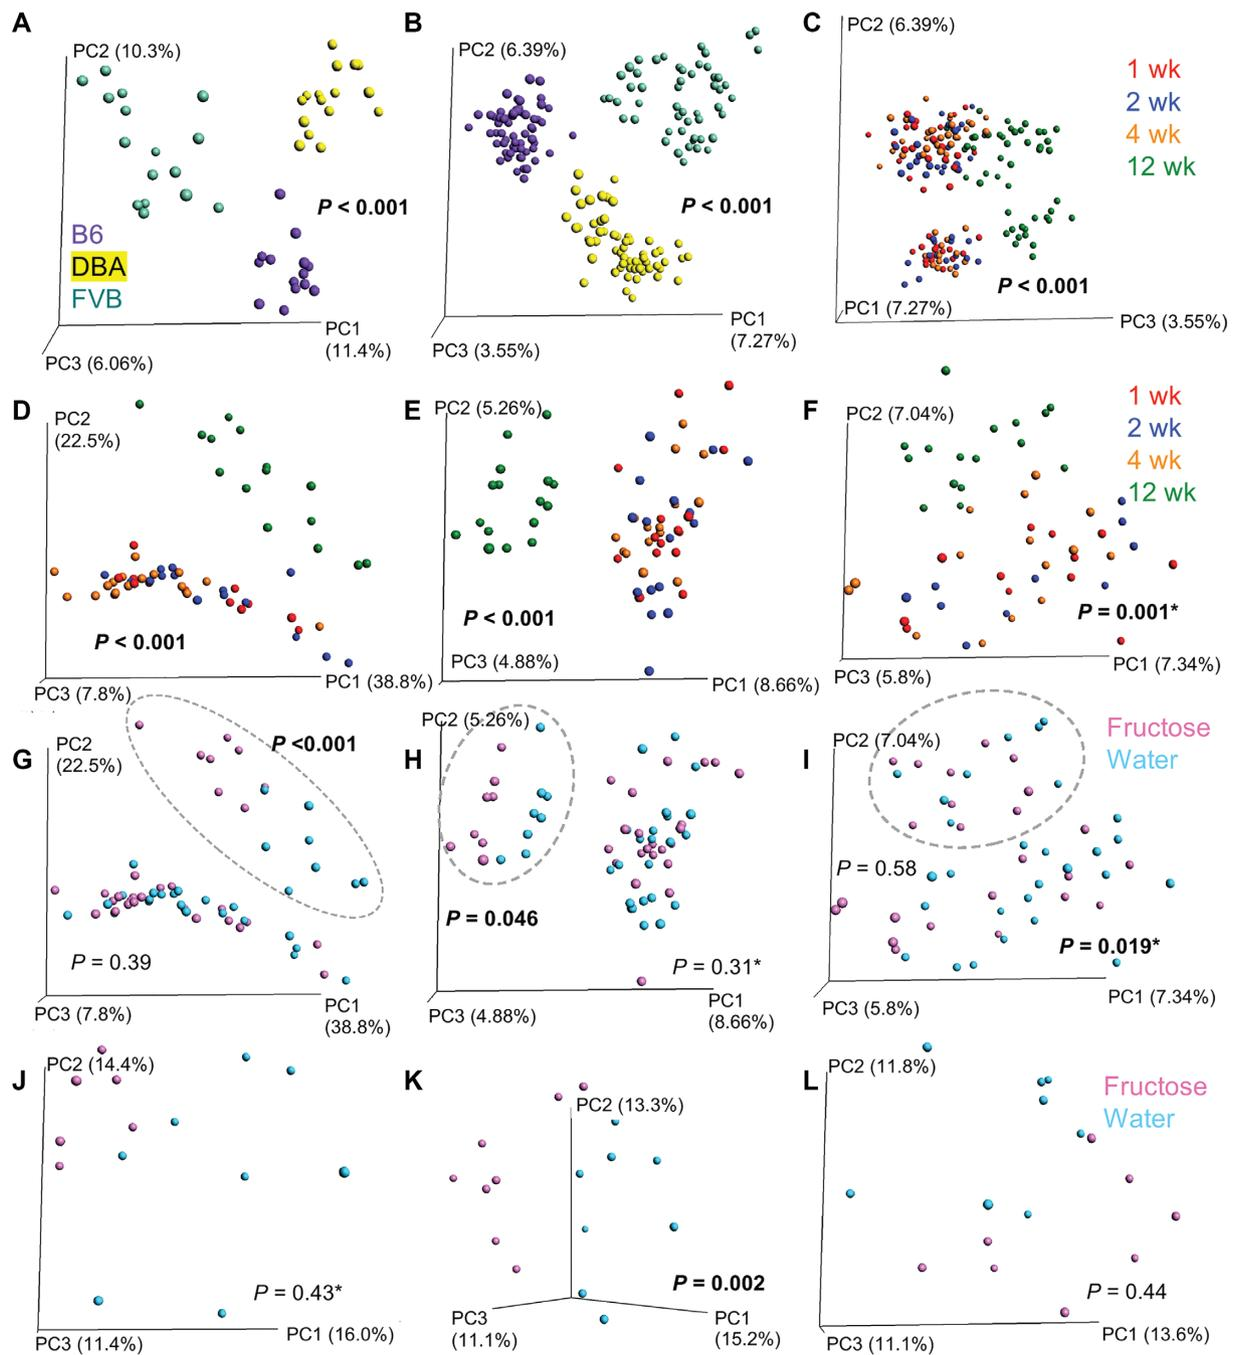 A
PC2 (10.3%)
P < 0.001
B6
DBA
FVB
PC1
(11.4%)
PC3 (6.06%)
B
PC2 (6.39%)
P < 0.001
PC1
(7.27%)
PC3 (3.55%)
C
PC2 (6.39%)
1 wk
2 wk
4 wk
12 wk
P < 0.001
PC1 (7.27%)
PC3 (3.55%)
D
PC2
(22.5%)
P < 0.001
PC1 (38.8%)
PC3 (7.8%)
E
PC2 (5.26%)
P < 0.001
PC3 (4.88%)
PC1 (8.66%)
F
PC2 (7.04%)
1 wk
2 wk
4 wk
12 wk
P = 0.001*
PC1 (7.34%)
PC3 (5.8%)
G
PC2
(22.5%)
P <0.001
P = 0.39
PC3 (7.8%)
PC1
(38.8%)
H
PC2 (5.26%)
P = 0.046
P = 0.31*
PC3 (4.88%)
PC1
(8.66%)
I
PC2 (7.04%)
Fructose
Water
P = 0.58
P = 0.019*
PC3 (5.8%)
PC1 (7.34%)
J
PC2 (14.4%)
P = 0.43*
PC3 (11.4%)
PC1 (16.0%)
K
PC2 (13.3%)
P = 0.002
PC3
(11.1%)
PC1
(15.2%)
L
PC2 (11.8%)
Fructose
Water
P = 0.44
PC3 (11.1%)
PC1 (13.6%)